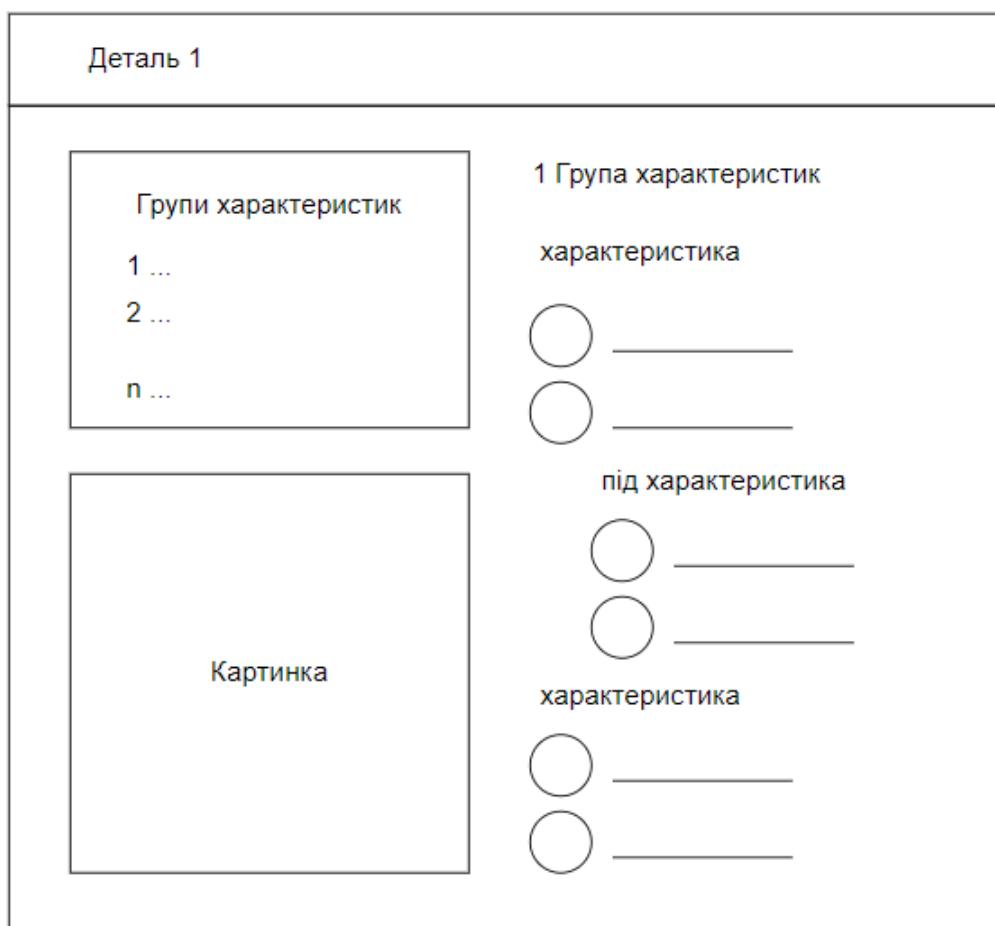 Деталь 1
Групи характеристик
1 ...
2 ...
n ...
Картинка
1 Група характеристик
характеристика
під характеристика
характеристика